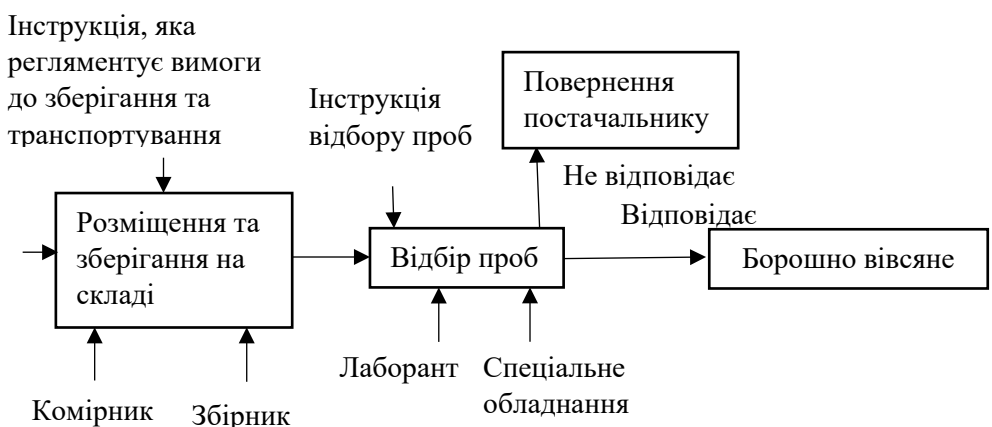 Інструкція, яка
регляментує вимоги
до зберігання та
транспортування
Інструкція
відбору проб
Повернення
постачальнику
Не відповідає
Відповідає
Розміщення та
зберігання на
складі
Відбір проб
Борошно вівсяне
Лаборант
Спеціальне
обладнання
Комірник
Збірник